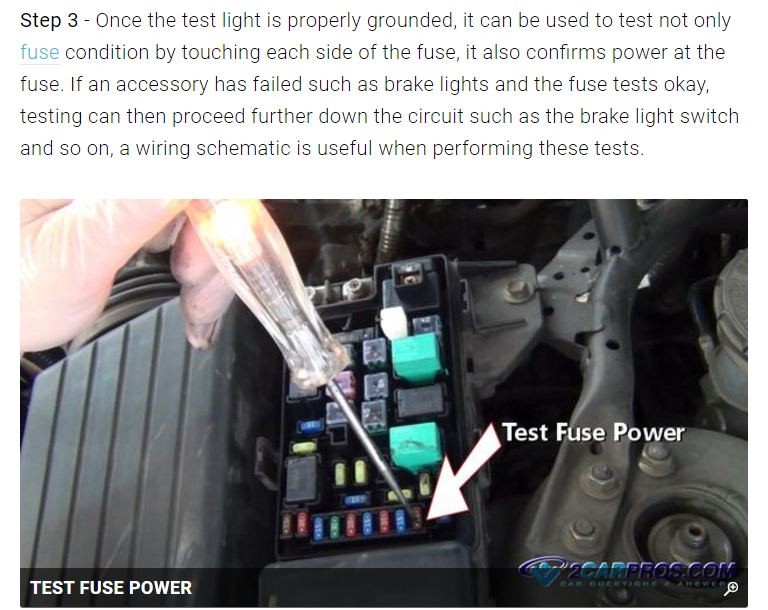 Step 3 - Once the test light is properly grounded, it can be used to test not only
fuse condition by touching each side of the fuse, it also confirms power at the
fuse. If an accessory has failed such as brake lights and the fuse tests okay,
testing can then proceed further down the circuit such as the brake light switch
and so on, a wiring schematic is useful when performing these tests.
Test Fuse Power
2CARPROS.COM
CAR QUESTIONS & ANSWERS
TEST FUSE POWER